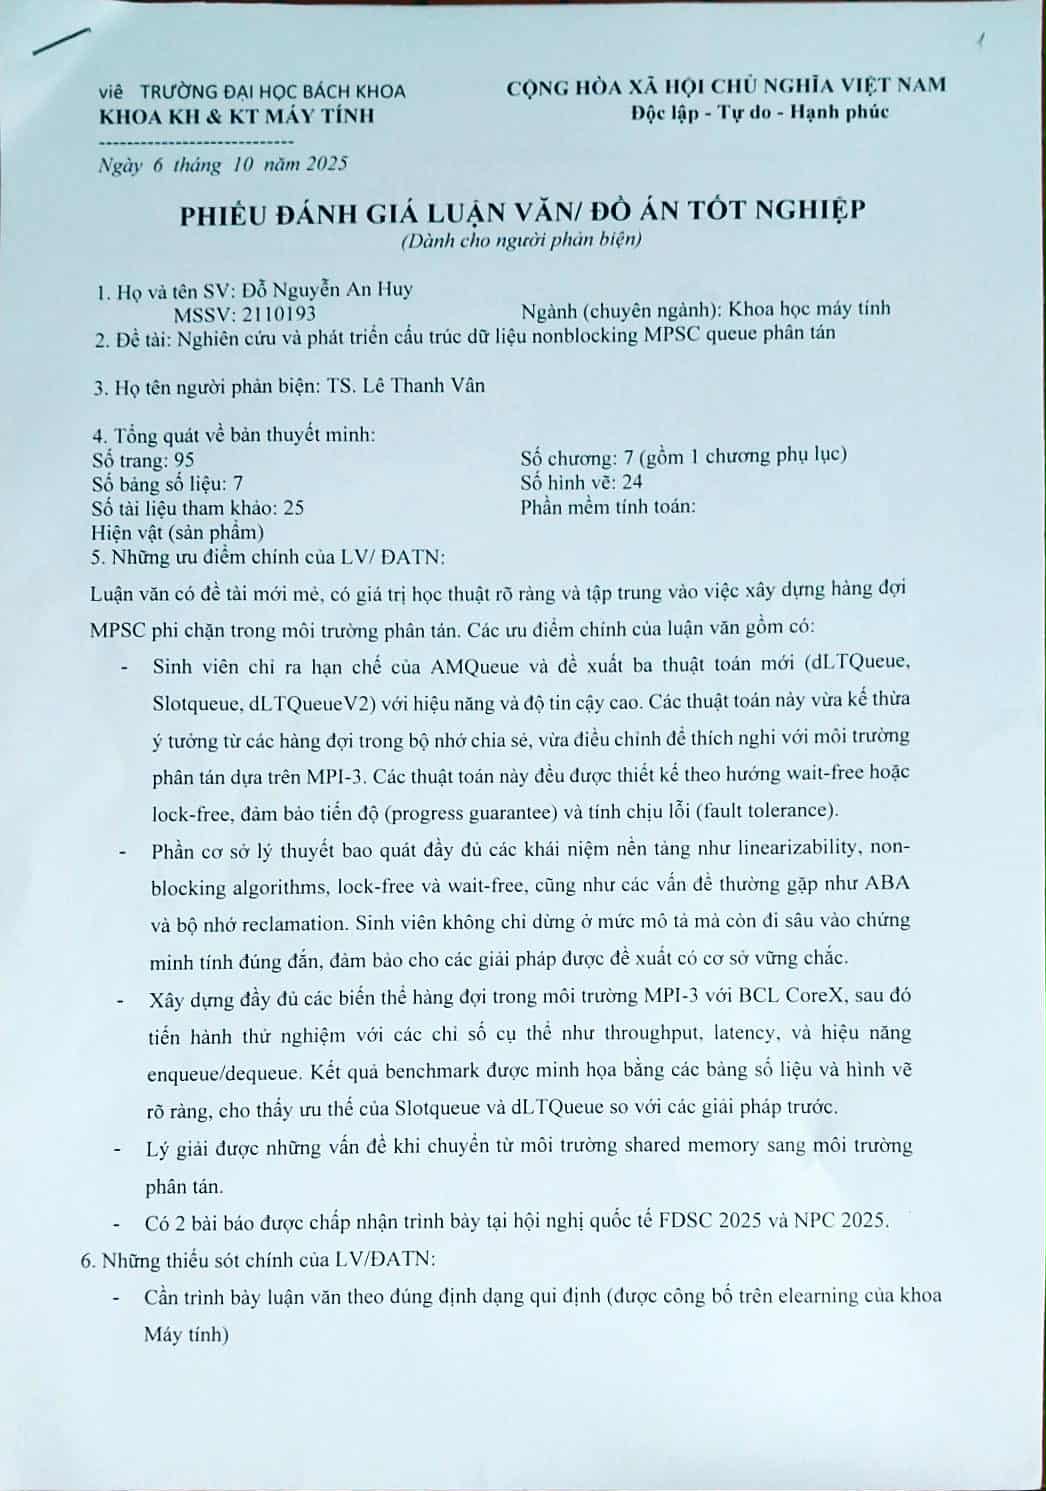 viê TRƯỜNG ĐẠI HỌC BÁCH KHOA
KHOA KH & KT MÁY TÍNH
----------------------------
Ngày 6 tháng 10 năm 2025
CỘNG HÒA XÃ HỘI CHỦ NGHĨA VIỆT NAM
Độc lập - Tự do - Hạnh phúc
PHIẾU ĐÁNH GIÁ LUẬN VĂN/ ĐỒ ÁN TỐT NGHIỆP
(Dành cho người phản biện)
1. Họ và tên SV: Đỗ Nguyễn An Huy
MSSV: 2110193 Ngành (chuyên ngành): Khoa học máy tính
2. Đề tài: Nghiên cứu và phát triển cấu trúc dữ liệu nonblocking MPSC queue phân tán
3. Họ tên người phản biện: TS. Lê Thanh Vân
4. Tổng quát về bản thuyết minh:
Số trang: 95 Số chương: 7 (gồm 1 chương phụ lục)
Số bảng số liệu: 7 Số hình vẽ: 24
Số tài liệu tham khảo: 25 Phần mềm tính toán:
Hiện vật (sản phẩm)
5. Những ưu điểm chính của LV/ ĐATN:
Luận văn có đề tài mới mẻ, có giá trị học thuật rõ ràng và tập trung vào việc xây dựng hàng đợi
MPSC phi chặn trong môi trường phân tán. Các ưu điểm chính của luận văn gồm có:
- Sinh viên chỉ ra hạn chế của AMQueue và đề xuất ba thuật toán mới (dLTQueue,
Slotqueue, dLTQueueV2) với hiệu năng và độ tin cậy cao. Các thuật toán này vừa kế thừa
ý tưởng từ các hàng đợi trong bộ nhớ chia sẻ, vừa điều chỉnh để thích nghi với môi trường
phân tán dựa trên MPI-3. Các thuật toán này đều được thiết kế theo hướng wait-free hoặc
lock-free, đảm bảo tiến độ (progress guarantee) và tính chịu lỗi (fault tolerance).
- Phần cơ sở lý thuyết bao quát đầy đủ các khái niệm nền tảng như linearizability, non-
blocking algorithms, lock-free và wait-free, cũng như các vấn đề thường gặp như ABA
và bộ nhớ reclamation. Sinh viên không chỉ dừng ở mức mô tả mà còn đi sâu vào chứng
minh tính đúng đắn, đảm bảo cho các giải pháp được đề xuất có cơ sở vững chắc.
- Xây dựng đầy đủ các biến thể hàng đợi trong môi trường MPI-3 với BCL CoreX, sau đó
tiến hành thử nghiệm với các chỉ số cụ thể như throughput, latency, và hiệu năng
enqueue/dequeue. Kết quả benchmark được minh họa bằng các bảng số liệu và hình vẽ
rõ ràng, cho thấy ưu thế của Slotqueue và dLTQueue so với các giải pháp trước.
- Lý giải được những vấn đề khi chuyển từ môi trường shared memory sang môi trường
phân tán.
- Có 2 bài báo được chấp nhận trình bày tại hội nghị quốc tế FDSC 2025 và NPC 2025.
6. Những thiếu sót chính của LV/ĐATN:
- Cần trình bày luận văn theo đúng định dạng qui định (được công bố trên elearning của khoa
Máy tính)